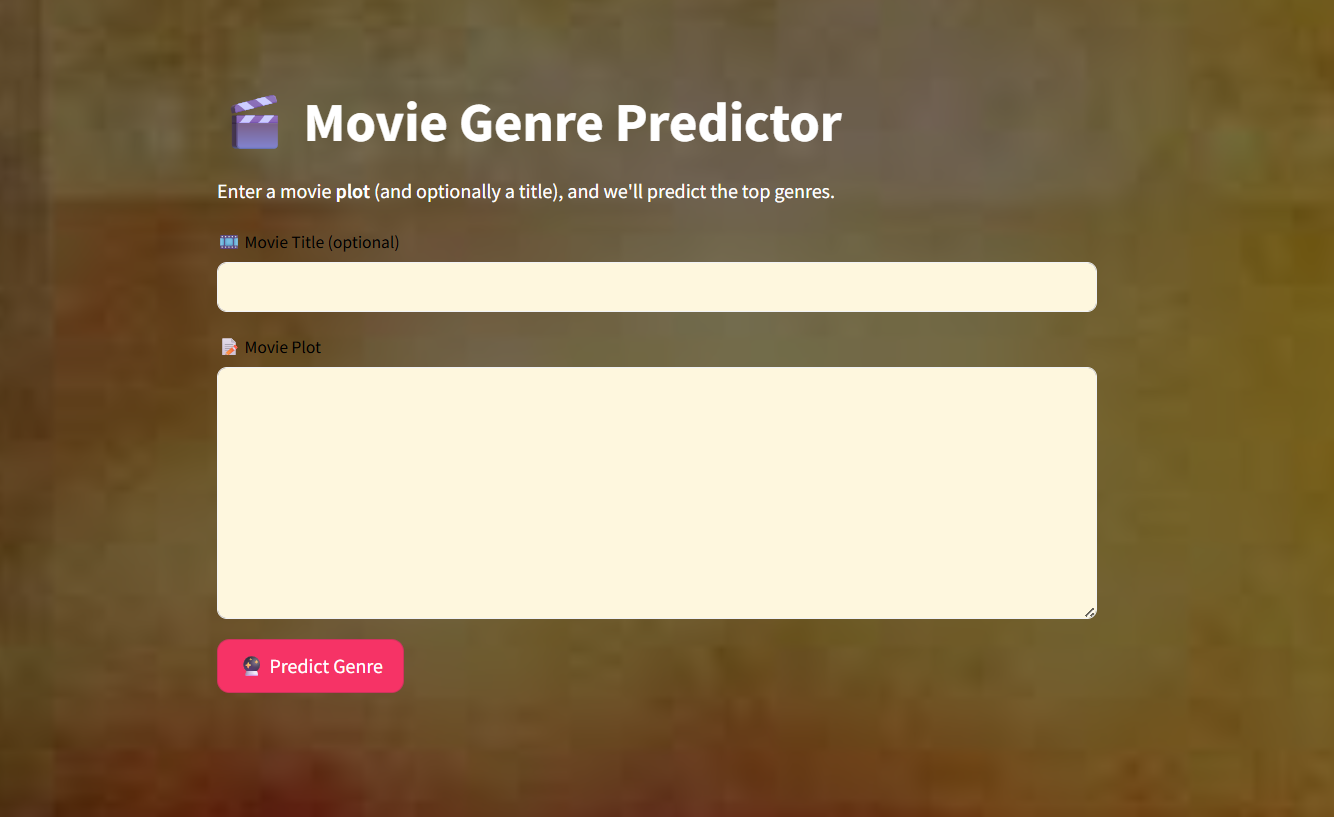 Movie Genre Predictor
Enter a movie plot (and optionally a title), and we'll predict the top genres.
Movie Title (optional)
Movie Plot
Predict Genre